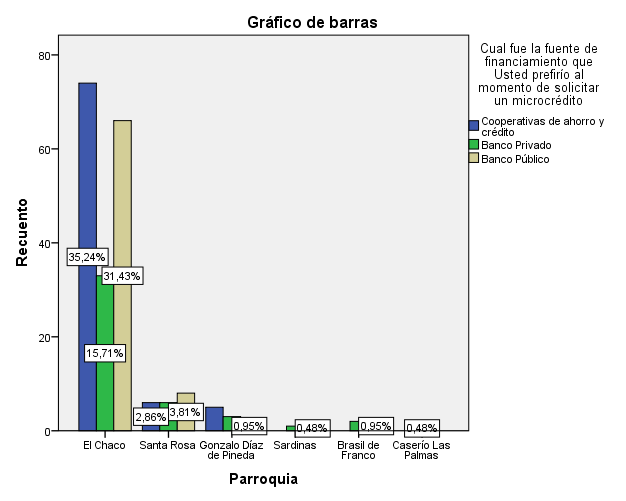 Gráfico de barras
Cual fue la fuente de
financiamiento que
Usted prefirío al
momento de solicitar
un microcrédito
Cooperativas de ahorro y
crédito
Banco Privado
Banco Público
Recuento
80
60
40
20
0
35,24%
31,43%
15,71%
2,86%
3,81%
0,95%
0,48%
0,95%
0,48%
El Chaco
Santa Rosa
Gonzalo Díaz
de Pineda
Sardinas
Brasil de
Franco
Caserío Las
Palmas
Parroquia